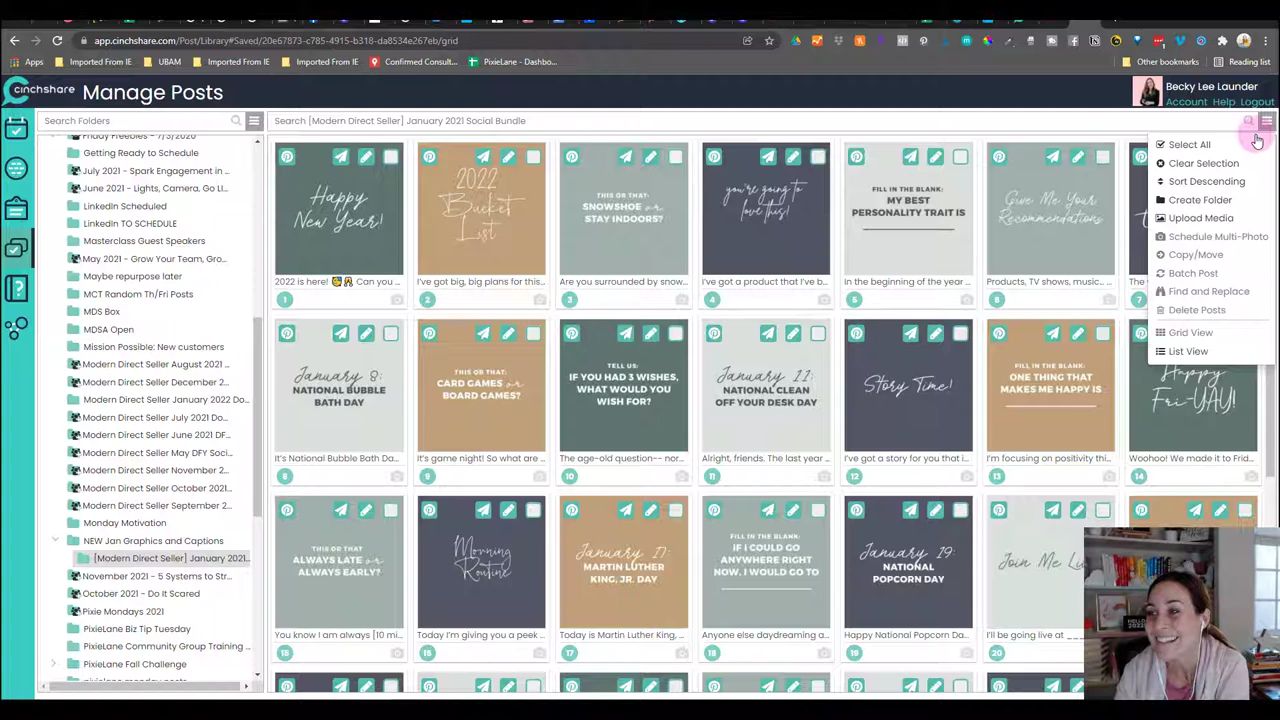 app.cinchshare.com/Post/Library#Saved/20e67873-c785-4915-b318-da8534e267eb/grid
Apps
Imported From IE
UBAM
Imported From IE
Imported From IE
Confirmed Consult...
PixieLane - Dashbo...
Other bookmarks
Reading list
cinchshare
Manage Posts
Becky Lee Launder
Account Help Logout
Search Folders
Search [Modern Direct Seller] January 2021 Social Bundle
Friday Freebies - 7/3/2020
Getting Ready to Schedule
July 2021 - Spark Engagement in ...
June 2021 - Lights, Camera, Go LI...
LinkedIn Scheduled
LinkedIn TO SCHEDULE
Masterclass Guest Speakers
May 2021 - Grow Your Team, Gro...
Maybe repurpose later
MCT Random Th/Fri Posts
MDS Box
MDSA Open
Mission Possible: New customers
Modern Direct Seller August 2021 ...
Modern Direct Seller December 2...
Modern Direct Seller January 2022 Do...
Modern Direct Seller July 2021 Do...
Modern Direct Seller June 2021 DF...
Modern Direct Seller May DFY Soci...
Modern Direct Seller November 2...
Modern Direct Seller October 2021...
Modern Direct Seller September 2...
Monday Motivation
NEW Jan Graphics and Captions
[Modern Direct Seller] January 2021...
November 2021 - 5 Systems to Str...
October 2021 - Do it Scared
Pixie Mondays 2021
PixieLane Biz Tip Tuesday
PixieLane Community Group Training ...
PixieLane Fall Challenge
pixielane monday posts
Select All
Clear Selection
Sort Descending
Create Folder
Upload Media
Schedule Multi-Photo
Copy/Move
Batch Post
Find and Replace
Delete Posts
Grid View
List View
Happy
New Year!
2022 is here! 🥳 🥂 Can you ...
1
2022
Bucket
List
I've got big, big plans for this...
2
THIS OR THAT:
SNOWSHOE or
STAY INDOORS?
Are you surrounded by snow...
3
you're going to
love this!
I've got a product that I've b...
4
FILL IN THE BLANK:
MY BEST
PERSONALITY TRAIT IS
In the beginning of the year ...
5
Give Me Your
Recommendations
Products, TV shows, music...
6
7
January 8:
NATIONAL BUBBLE
BATH DAY
It's National Bubble Bath Da...
8
THIS OR THAT:
CARD GAMES or
BOARD GAMES?
It's game night! So what are ...
9
TELL US:
IF YOU HAD 3 WISHES,
WHAT WOULD YOU
WISH FOR?
The age-old question-- nor...
10
January 11:
NATIONAL CLEAN
OFF YOUR DESK DAY
Alright, friends. The last year ...
11
Story Time!
I've got a story for you that i...
12
FILL IN THE BLANK:
ONE THING THAT
MAKES ME HAPPY IS
I'm focusing on positivity thi...
13
Happy
Fri-YAY!
Woohoo! We made it to Frid...
14
THIS OR THAT
ALWAYS LATE or
ALWAYS EARLY?
You know I am always [10 mi...
15
Morning
Routine
Today I'm giving you a peek ...
16
January 17:
MARTIN LUTHER
KING, JR. DAY
Today is Martin Luther King,...
17
FILL IN THE BLANK:
IF I COULD GO
ANYWHERE RIGHT
NOW, I WOULD GO TO
Anyone else daydreaming a...
18
January 19:
NATIONAL
POPCORN DAY
Happy National Popcorn Da...
19
Join Me
I'll be going live at ___
20